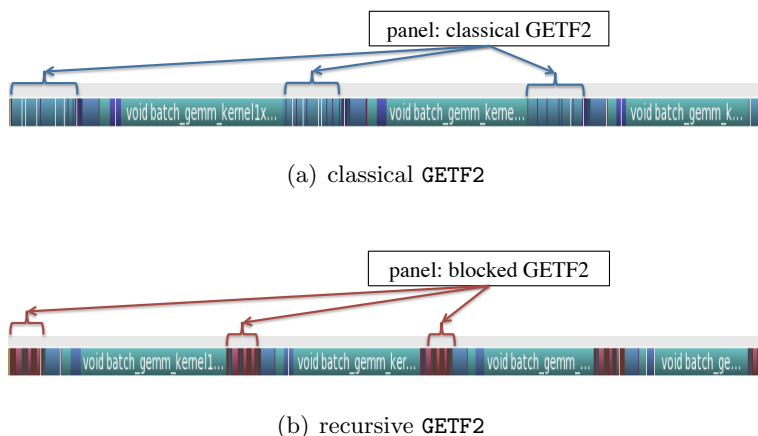 panel: classical GETF2
void batch_gemm_kernel1x...
void batch_gemm_kerne...
void batch_gemm_k...
(a) classical GETF2
panel: blocked GETF2
void batch_gemm_kernel1...
void batch_gemm_ker...
void batch_gemm_...
void batch_ge...
(b) recursive GETF2